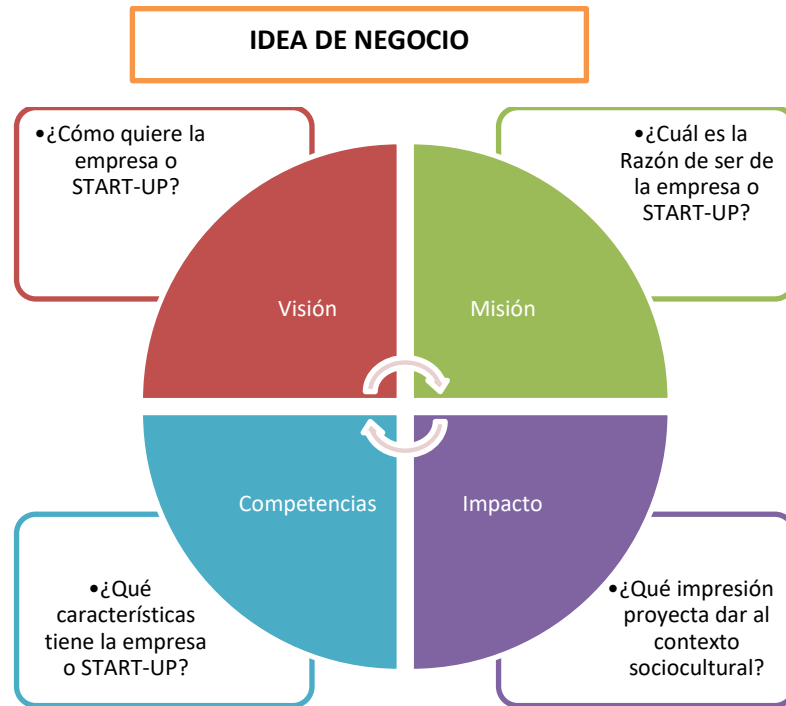 IDEA DE NEGOCIO
•¿Cómo quiere la
empresa o
START-UP?
•¿Cuál es la
Razón de ser de
la empresa o
START-UP?
Visión
Misión
Competencias
Impacto
•¿Qué
características
tiene la empresa
o START-UP?
•¿Qué impresión
proyecta dar al
contexto
sociocultural?